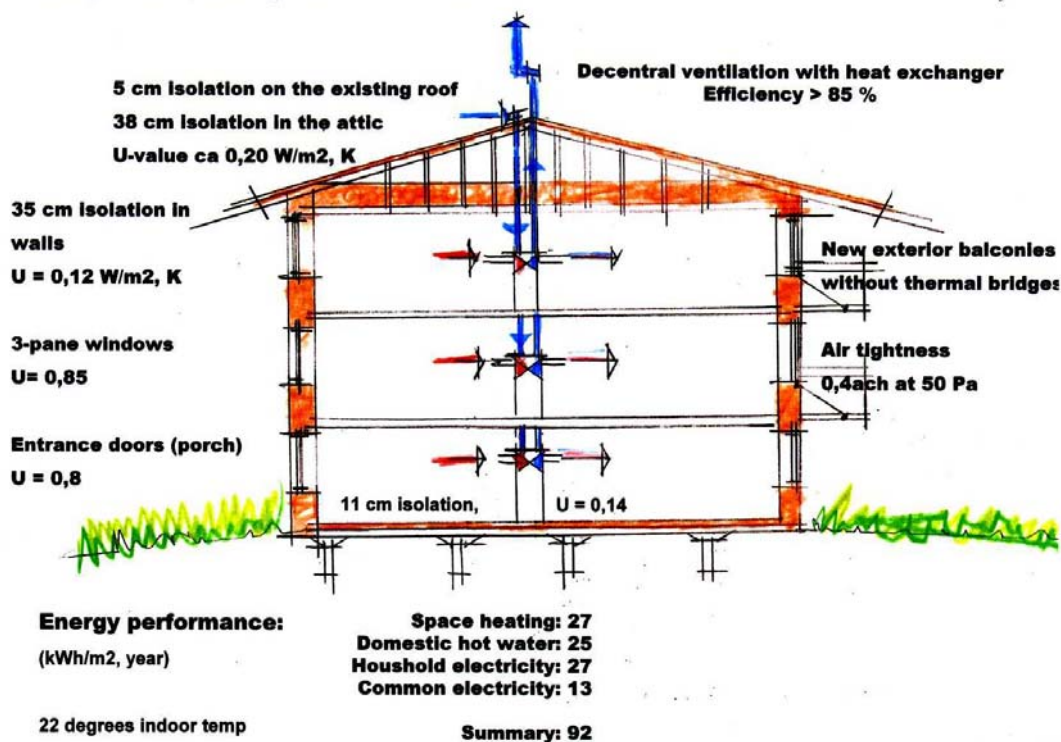 5 cm isolation on the existing roof
38 cm isolation in the attic
U-value ca 0,20 W/m2, K
Decentral ventilation with heat exchanger
Efficiency > 85 %
35 cm isolation in
walls
U = 0,12 W/m2, K
3-pane windows
U= 0,85
Entrance doors (porch)
U = 0,8
New exterior balconies
without thermal bridges
Air tightness
0,4ach at 50 Pa
11 cm isolation, U = 0,14
Energy performance:
(kWh/m2, year)
22 degrees indoor temp
Space heating: 27
Domestic hot water: 25
Houshold electricity: 27
Common electricity: 13
Summary: 92